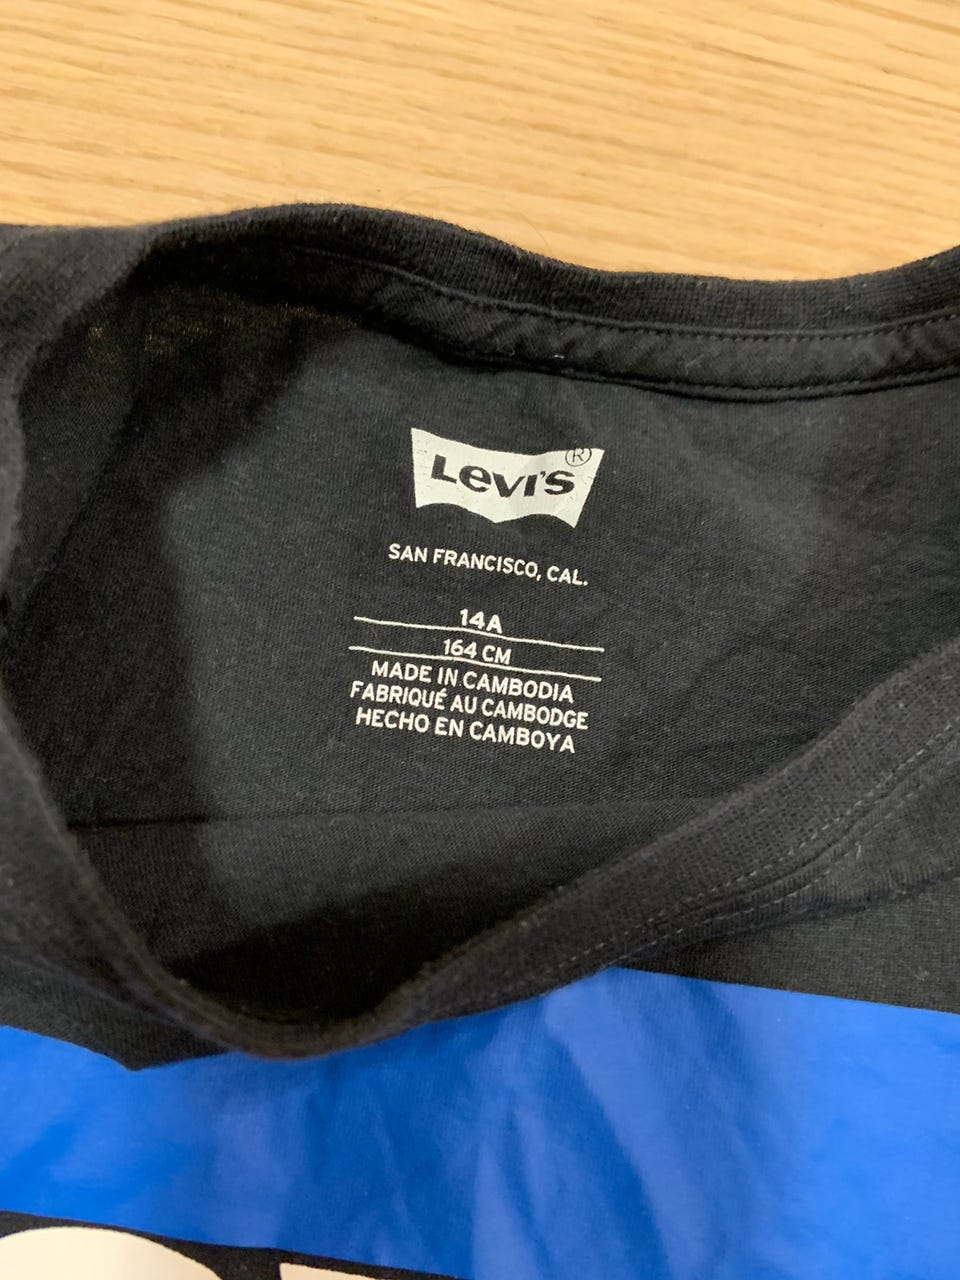 Levi's ®
SAN FRANCISCO, CAL.
14A
164 CM
MADE IN CAMBODIA
FABRIQUÉ AU CAMBODGE
HECHO EN CAMBOYA